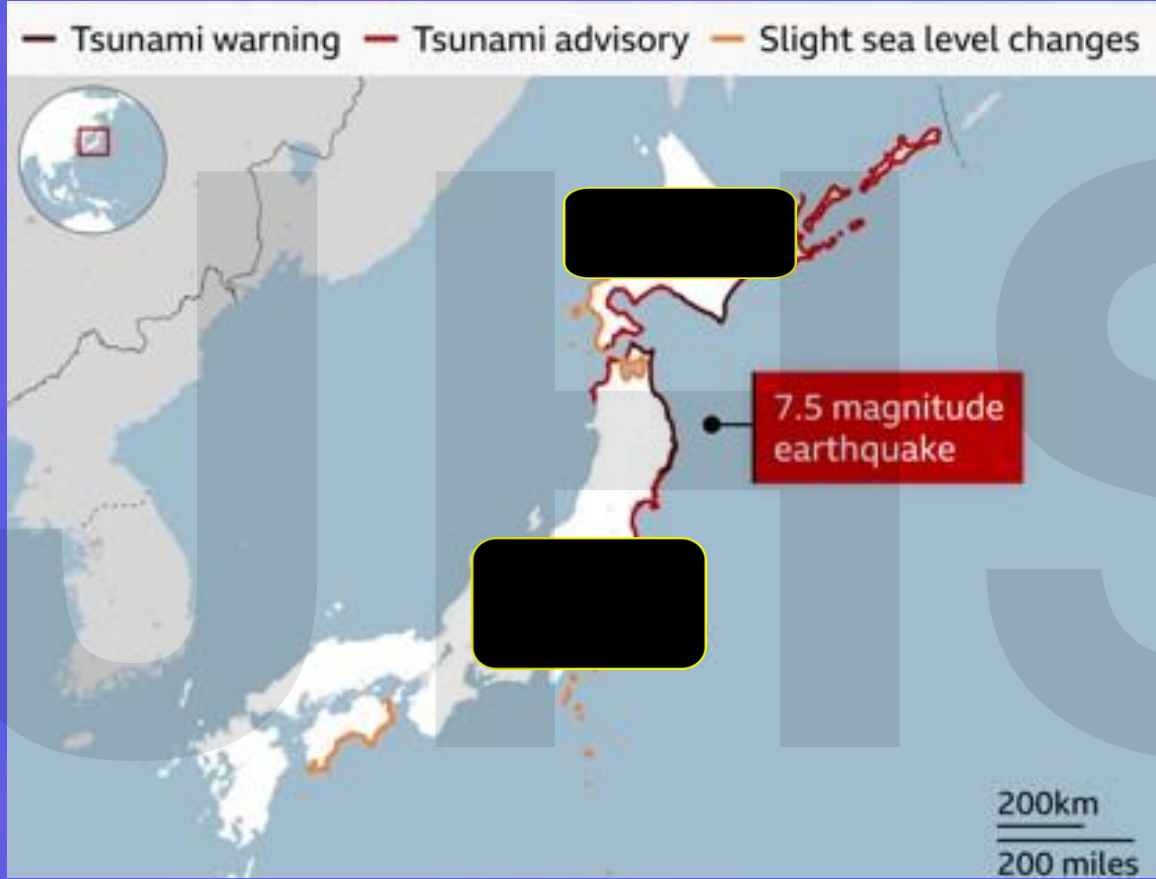 Tsunami warning Tsunami advisory Slight sea level changes
7.5 magnitude
earthquake
200km
200 miles